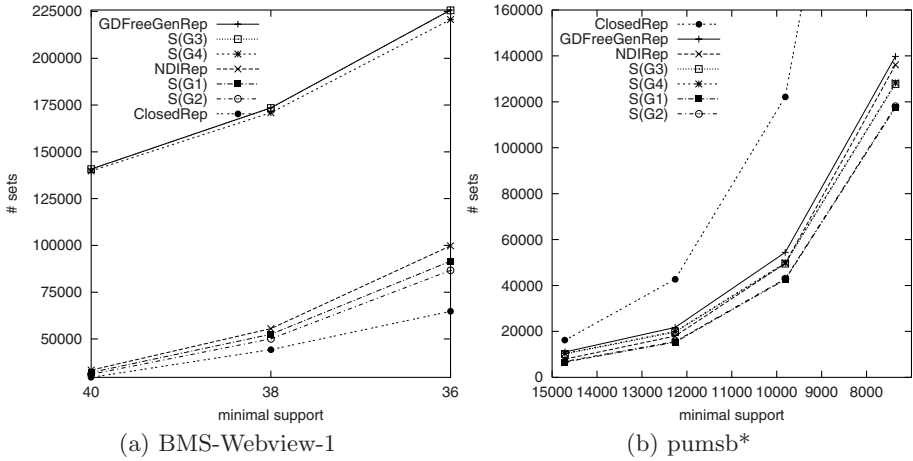 225000
200000
175000
150000
125000
100000
75000
50000
# sets
GDFreeGenRep
S(G3)
S(G4)
NDIRep
S(G1)
S(G2)
ClosedRep
40
38
36
minimal support
(a) BMS-Webview-1
160000
140000
120000
100000
80000
60000
40000
20000
0
# sets
ClosedRep
GDFreeGenRep
NDIRep
S(G3)
S(G4)
S(G1)
S(G2)
15000 14000 13000 12000 11000 10000 9000 8000
minimal support
(b) pumsb*